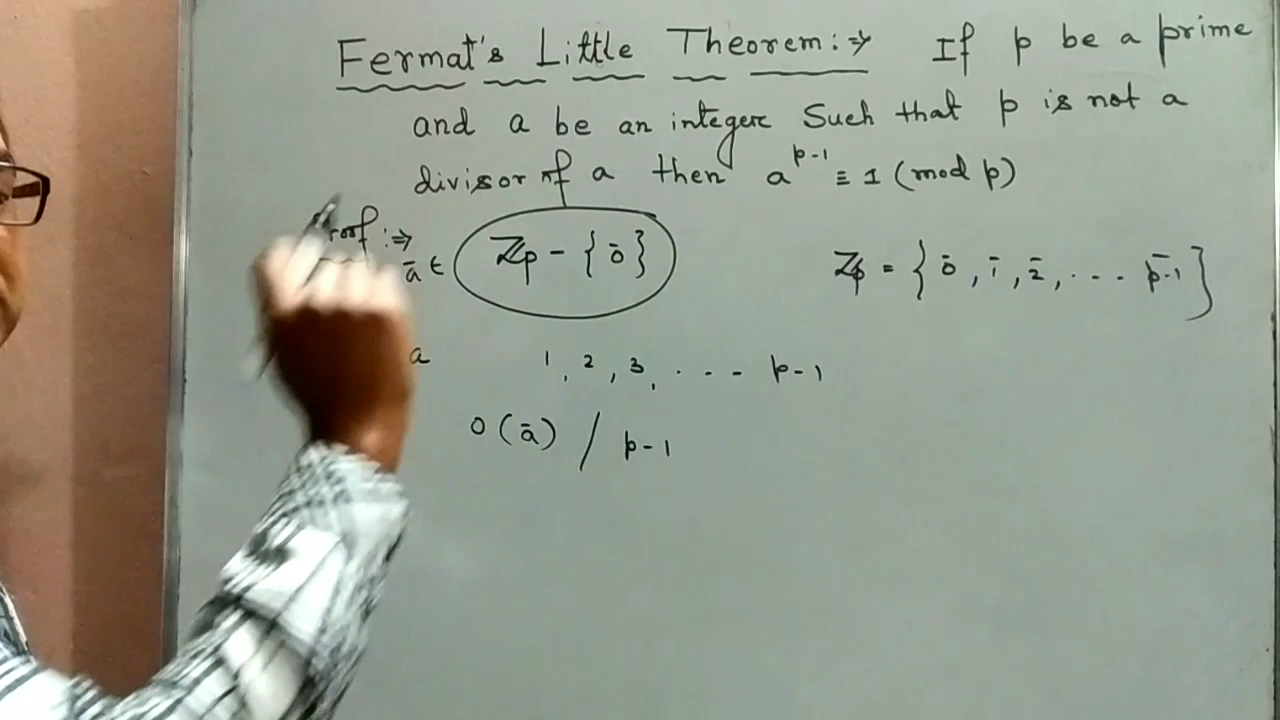 Fermat's Little Theorem :⇒ If p be a prime
and a be an integer Such that p is not a
divisor of a then a^{p-1} ≡ 1 (mod p)
Proof :⇒
ā ∈ Zp - {0̄} Zp = {0̄, 1̄, 2̄, . . . p̄-1}
a 1, 2, 3, . . - - p-1
O(ā) / p-1